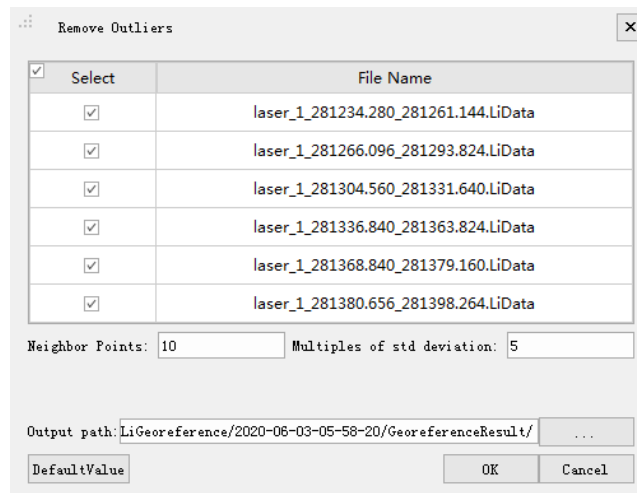 Remove Outliers
Select File Name
laser_1_281234.280_281261.144.LiData
laser_1_281266.096_281293.824.LiData
laser_1_281304.560_281331.640.LiData
laser_1_281336.840_281363.824.LiData
laser_1_281368.840_281379.160.LiData
laser_1_281380.656_281398.264.LiData
Neighbor Points: 10 Multiples of std deviation: 5
Output path: LiGeoreference/2020-06-03-05-58-20/GeoreferenceResult/ ...
DefaultValue OK Cancel